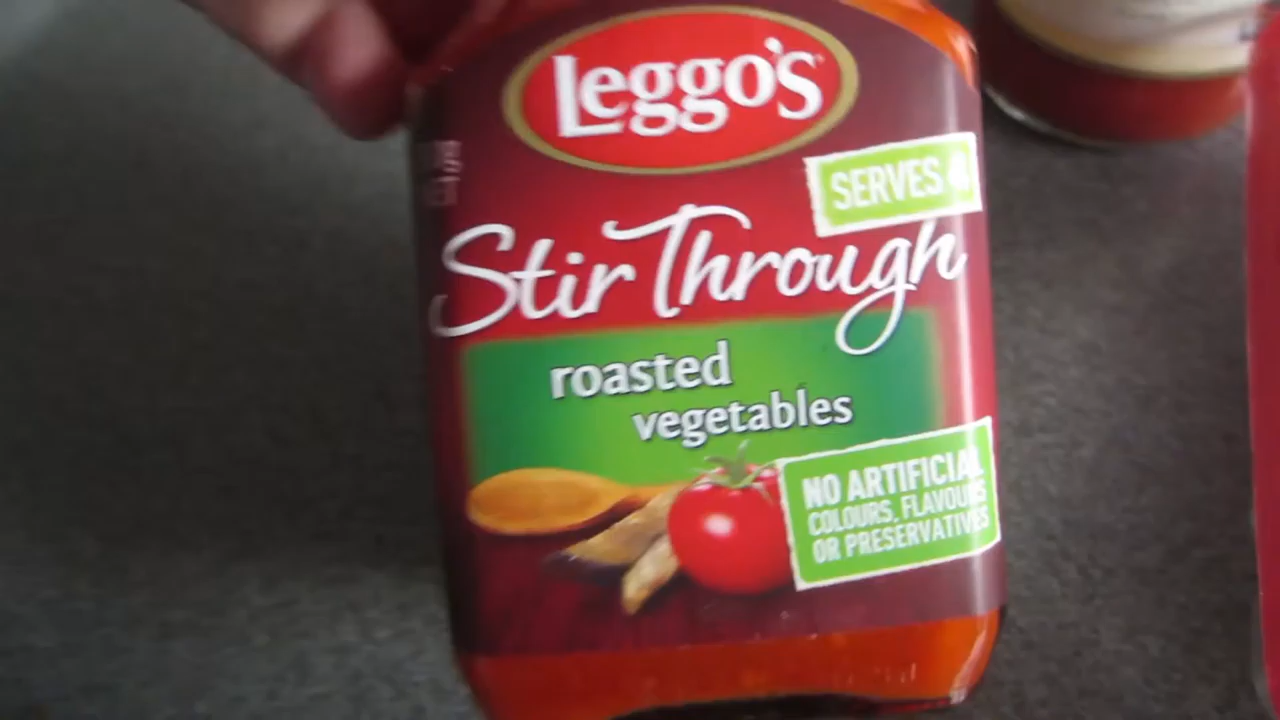 Leggo's
SERVES 4
Stir Through
roasted
vegetables
NO ARTIFICIAL
COLOURS, FLAVOURS
OR PRESERVATIVES